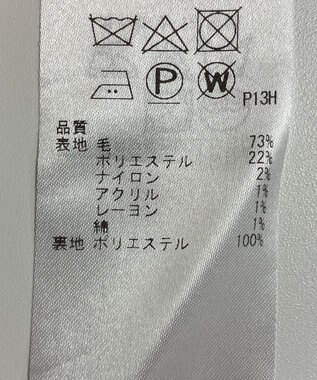 P W P13H
品質
表地 毛 73%
ポリエステル 22%
ナイロン 2%
アクリル 1%
レーヨン 1%
綿 1%
裏地 ポリエステル 100%